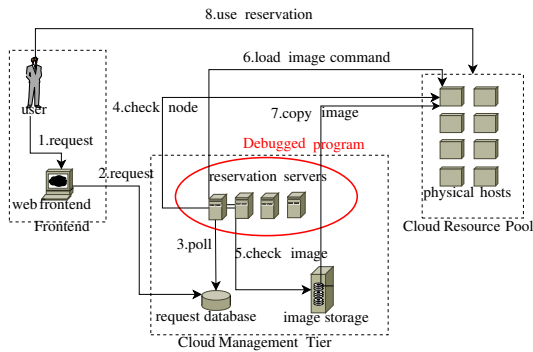 8.use reservation
6.load image command
user
4.check node
7.copy image
1.request
Debugged program
2.request
reservation servers
physical hosts
web frontend
Frontend
Cloud Resource Pool
3.poll
5.check image
request database
image storage
Cloud Management Tier